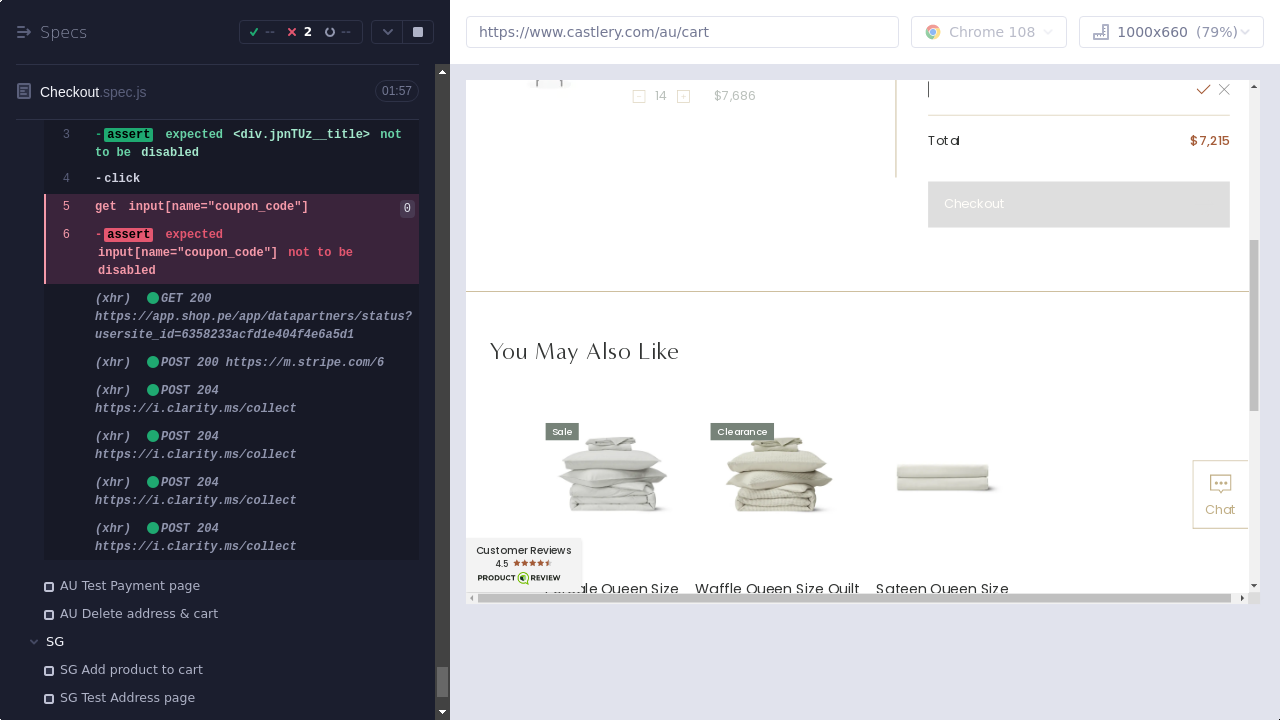 Specs
--
2
--
https://www.castlery.com/au/cart
Chrome 108
1000x660 (79%)
Checkout.spec.js
01:57
3 -assert expected <div.jpnTUz__title> not
to be disabled
4 -click
5 get input[name="coupon_code"] 0
6 -assert expected
input[name="coupon_code"] not to be
disabled
(xhr) GET 200
https://app.shop.pe/app/datapartners/status?
usersite_id=6358233acfd1e404f4e6a5d1
(xhr) POST 200 https://m.stripe.com/6
(xhr) POST 204
https://i.clarity.ms/collect
(xhr) POST 204
https://i.clarity.ms/collect
(xhr) POST 204
https://i.clarity.ms/collect
(xhr) POST 204
https://i.clarity.ms/collect
AU Test Payment page
AU Delete address & cart
SG
SG Add product to cart
SG Test Address page
14 $7,686
Total $7,215
Checkout
You May Also Like
Sale
Clearance
Chat
Customer Reviews
4.5
PRODUCT REVIEW
Queen Size
Waffle Queen Size Quilt
Sateen Queen Size